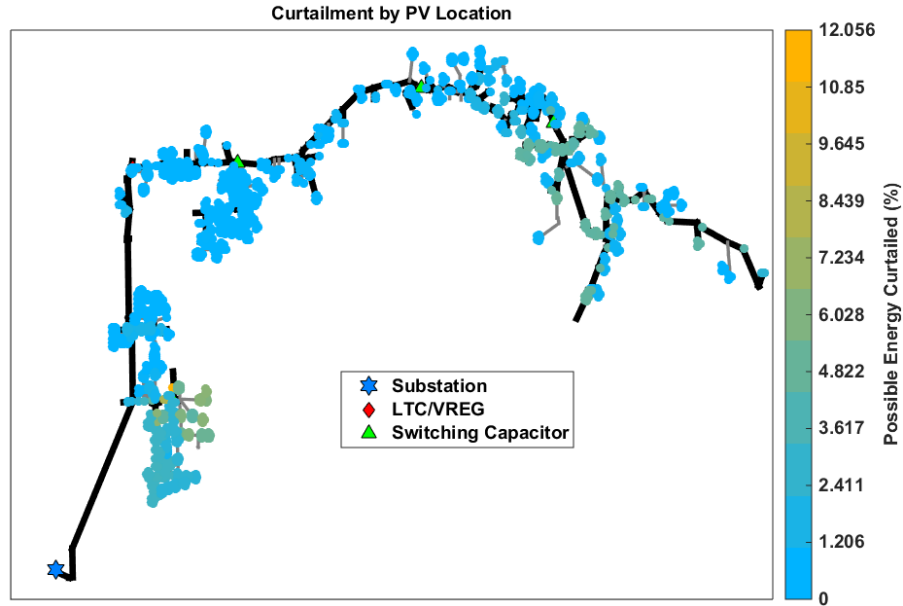 Curtailment by PV Location
12.056
10.85
9.645
8.439
7.234
6.028
4.822
3.617
2.411
1.206
0
Possible Energy Curtailed (%)
Substation
LTC/VREG
Switching Capacitor